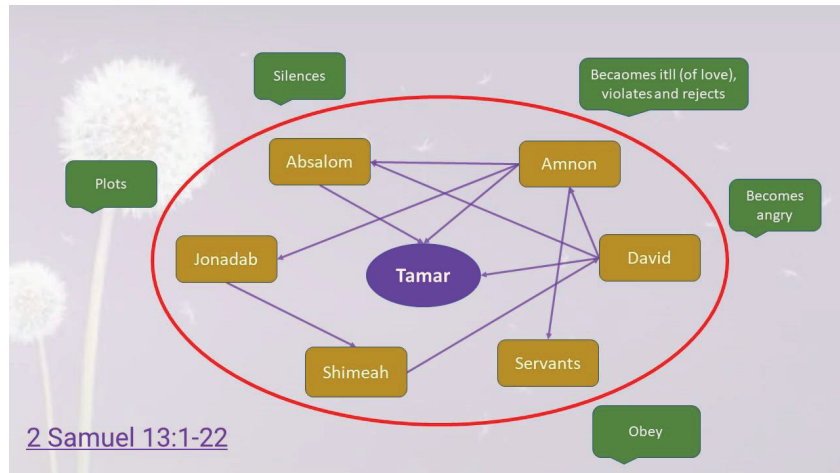 Silences
Becaomes itll (of love),
violates and rejects
Absalom
Amnon
Plots
Becomes
angry
Jonadab
Tamar
David
Shimeah
Servants
2 Samuel 13:1-22
Obey